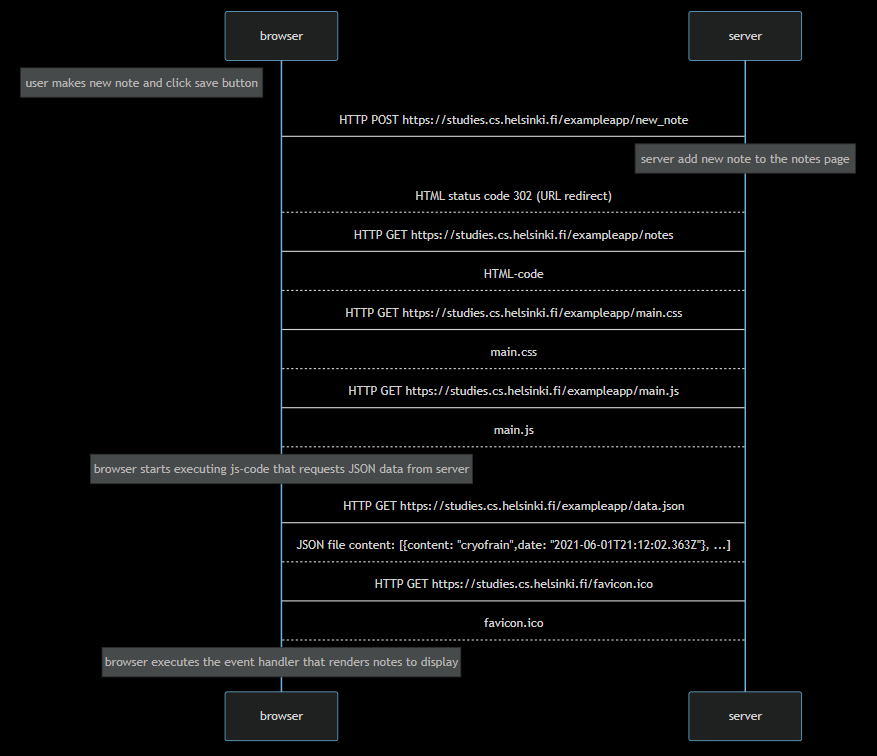 browser
server
user makes new note and click save button
HTTP POST https://studies.cs.helsinki.fi/exampleapp/new_note
server add new note to the notes page
HTML status code 302 (URL redirect)
HTTP GET https://studies.cs.helsinki.fi/exampleapp/notes
HTML-code
HTTP GET https://studies.cs.helsinki.fi/exampleapp/main.css
main.css
HTTP GET https://studies.cs.helsinki.fi/exampleapp/main.js
main.js
browser starts executing js-code that requests JSON data from server
HTTP GET https://studies.cs.helsinki.fi/exampleapp/data.json
JSON file content: [{content: "cryofrain",date: "2021-06-01T21:12:02.363Z"}, ...]
HTTP GET https://studies.cs.helsinki.fi/favicon.ico
favicon.ico
browser executes the event handler that renders notes to display
browser
server